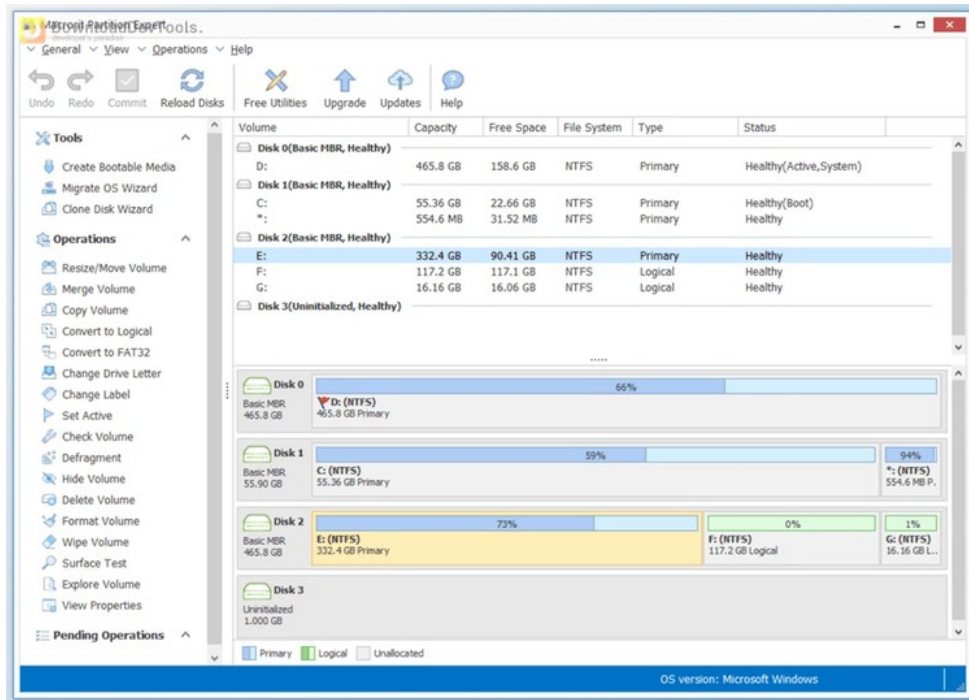 Macrorit Partition Expert
DownloadDevTools.
developer's paradise
General View Operations Help
Undo Redo Commit Reload Disks Free Utilities Upgrade Updates Help
Tools
Create Bootable Media
Migrate OS Wizard
Clone Disk Wizard
Operations
Resize/Move Volume
Merge Volume
Copy Volume
Convert to Logical
Convert to FAT32
Change Drive Letter
Change Label
Set Active
Check Volume
Defragment
Hide Volume
Delete Volume
Format Volume
Wipe Volume
Surface Test
Explore Volume
View Properties
Pending Operations
Volume Capacity Free Space File System Type Status
Disk 0(Basic MBR, Healthy)
D: 465.8 GB 158.6 GB NTFS Primary Healthy(Active,System)
Disk 1(Basic MBR, Healthy)
C: 55.36 GB 22.66 GB NTFS Primary Healthy(Boot)
*: 554.6 MB 31.52 MB NTFS Primary Healthy
Disk 2(Basic MBR, Healthy)
E: 332.4 GB 90.41 GB NTFS Primary Healthy
F: 117.2 GB 117.1 GB NTFS Logical Healthy
G: 16.16 GB 16.06 GB NTFS Logical Healthy
Disk 3(Uninitialized, Healthy)
Disk 0
Basic MBR
465.8 GB
66%
D: (NTFS)
465.8 GB Primary
Disk 1
Basic MBR
55.90 GB
59%
C: (NTFS)
55.36 GB Primary
94%
*: (NTFS)
554.6 MB P.
Disk 2
Basic MBR
465.8 GB
73%
E: (NTFS)
332.4 GB Primary
0%
F: (NTFS)
117.2 GB Logical
1%
G: (NTFS)
16.16 GB L..
Disk 3
Uninitialized
1.000 GB
Primary Logical Unallocated
OS version: Microsoft Windows